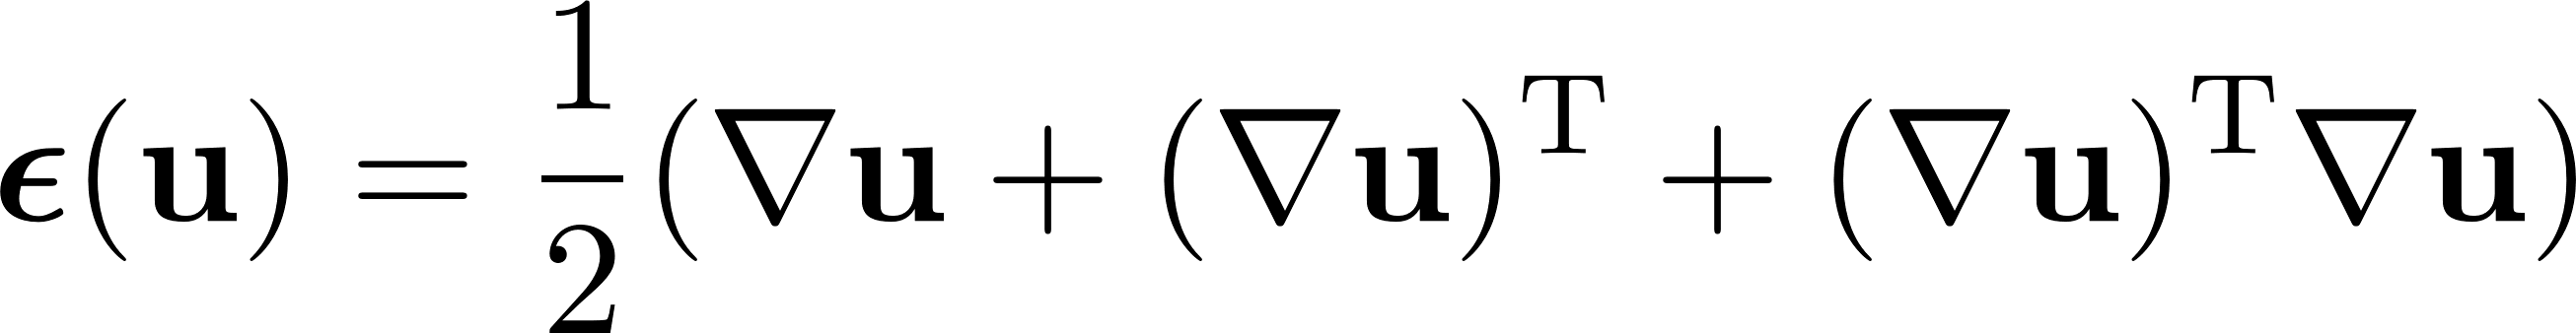 ϵ(u) = 1/2 (∇u + (∇u)ᵀ + (∇u)ᵀ∇u)